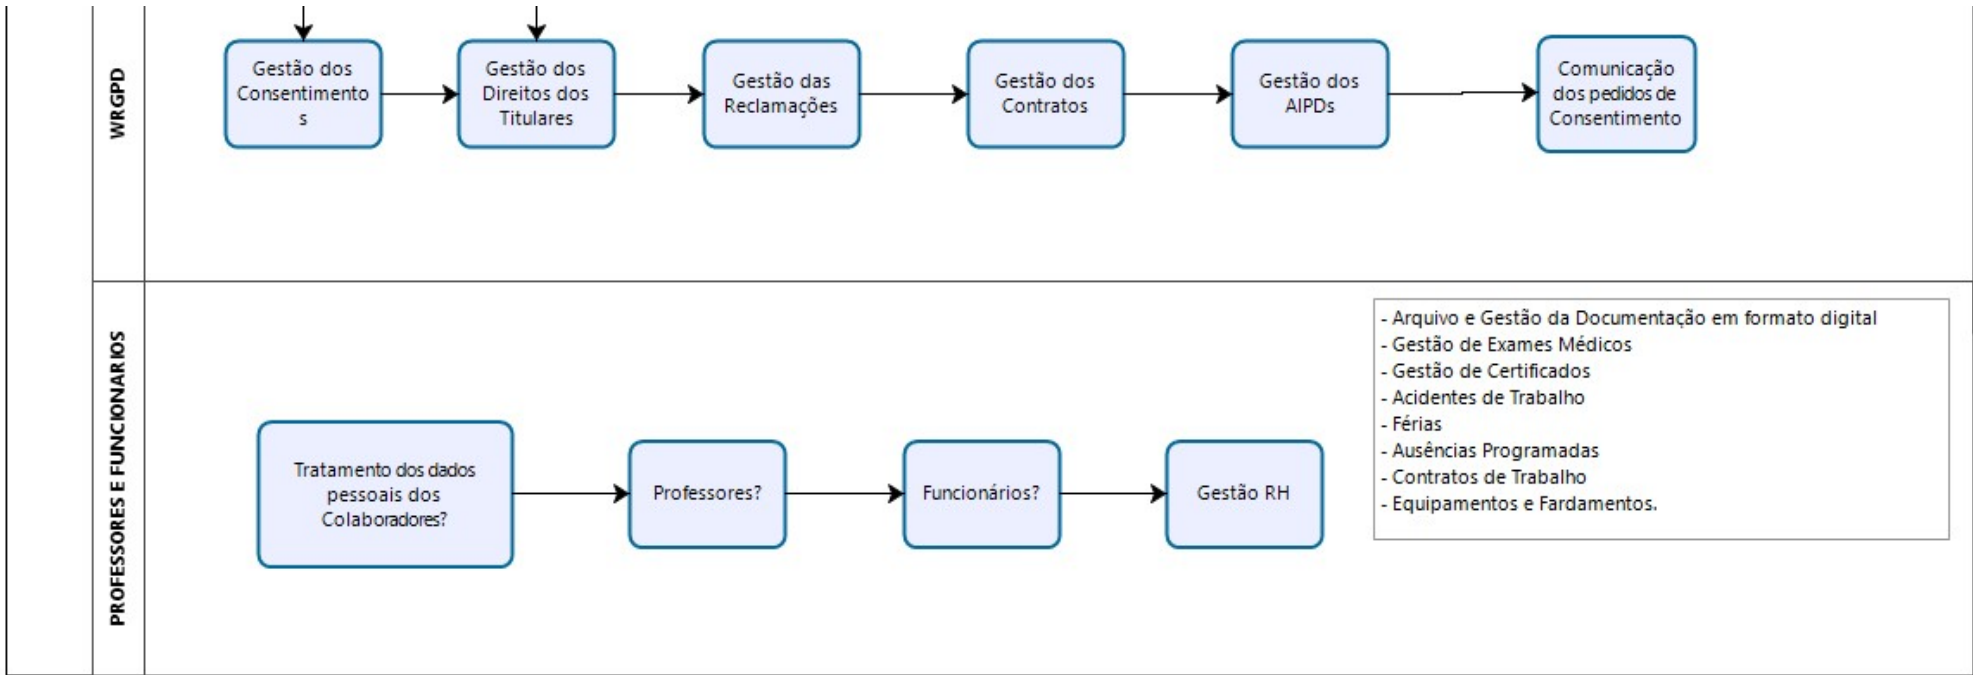 WRGPD
Gestão dos
Consentimento
s
Gestão dos
Direitos dos
Titulares
Gestão das
Reclamações
Gestão dos
Contratos
Gestão dos
AIPDs
Comunicação
dos pedidos de
Consentimento
PROFESSORES E FUNCIONARIOS
Tratamento dos dados
pessoais dos
Colaboradores?
Professores?
Funcionários?
Gestão RH
- Arquivo e Gestão da Documentação em formato digital
- Gestão de Exames Médicos
- Gestão de Certificados
- Acidentes de Trabalho
- Férias
- Ausências Programadas
- Contratos de Trabalho
- Equipamentos e Fardamentos.